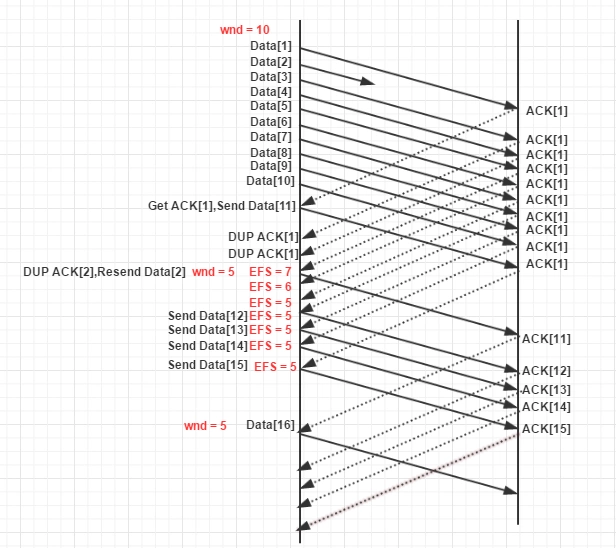 wnd = 10
Data[1]
Data[2]
Data[3]
Data[4]
Data[5]
Data[6]
Data[7]
Data[8]
Data[9]
Data[10]
Get ACK[1],Send Data[11]
DUP ACK[1]
DUP ACK[1]
DUP ACK[2],Resend Data[2] wnd = 5 EFS = 7
EFS = 6
EFS = 5
Send Data[12] EFS = 5
Send Data[13] EFS = 5
Send Data[14] EFS = 5
Send Data[15] EFS = 5
wnd = 5 Data[16]
ACK[1]
ACK[1]
ACK[1]
ACK[1]
ACK[1]
ACK[1]
ACK[1]
ACK[1]
ACK[1]
ACK[1]
ACK[11]
ACK[12]
ACK[13]
ACK[14]
ACK[15]